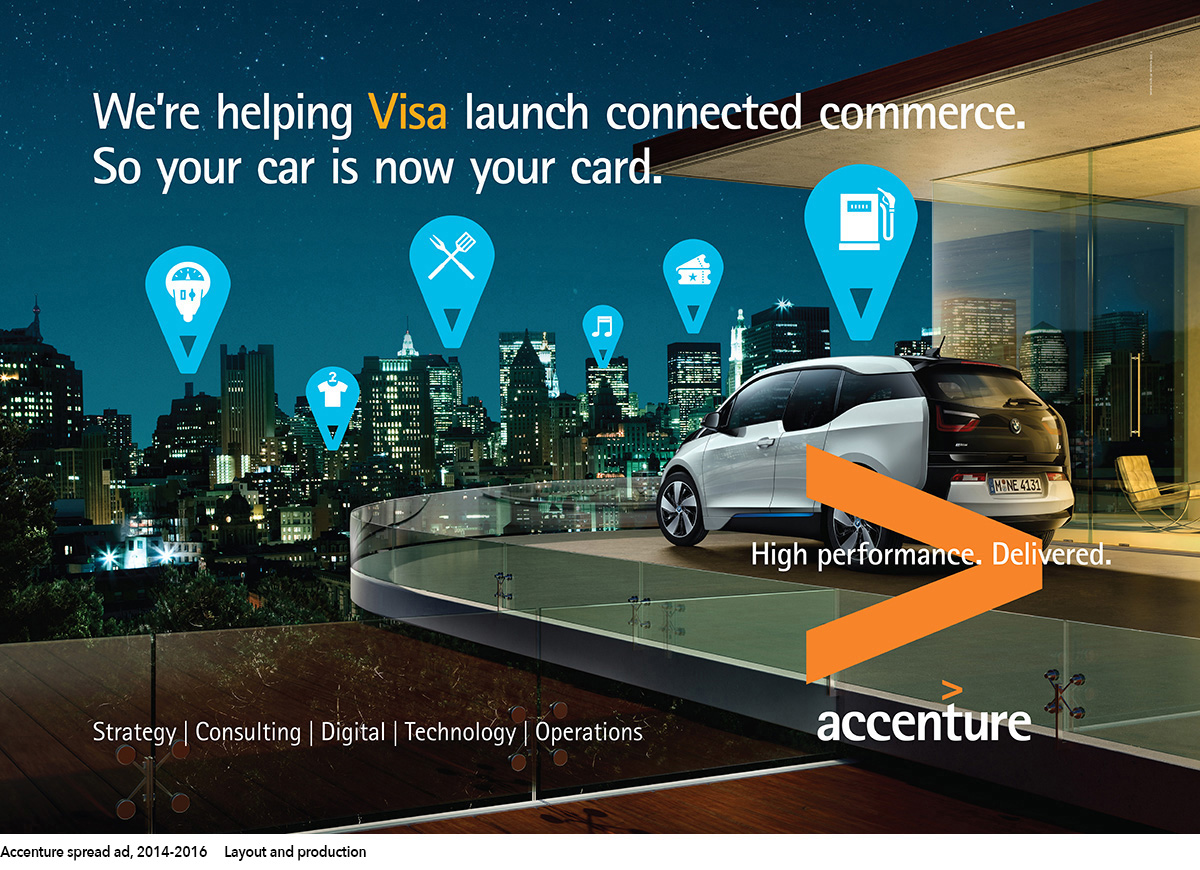 We're helping Visa launch connected commerce.
So your car is now your card.
2
M NE 4131
High performance. Delivered.
>
accenture
Strategy | Consulting | Digital | Technology | Operations
Accenture spread ad, 2014-2016 Layout and production